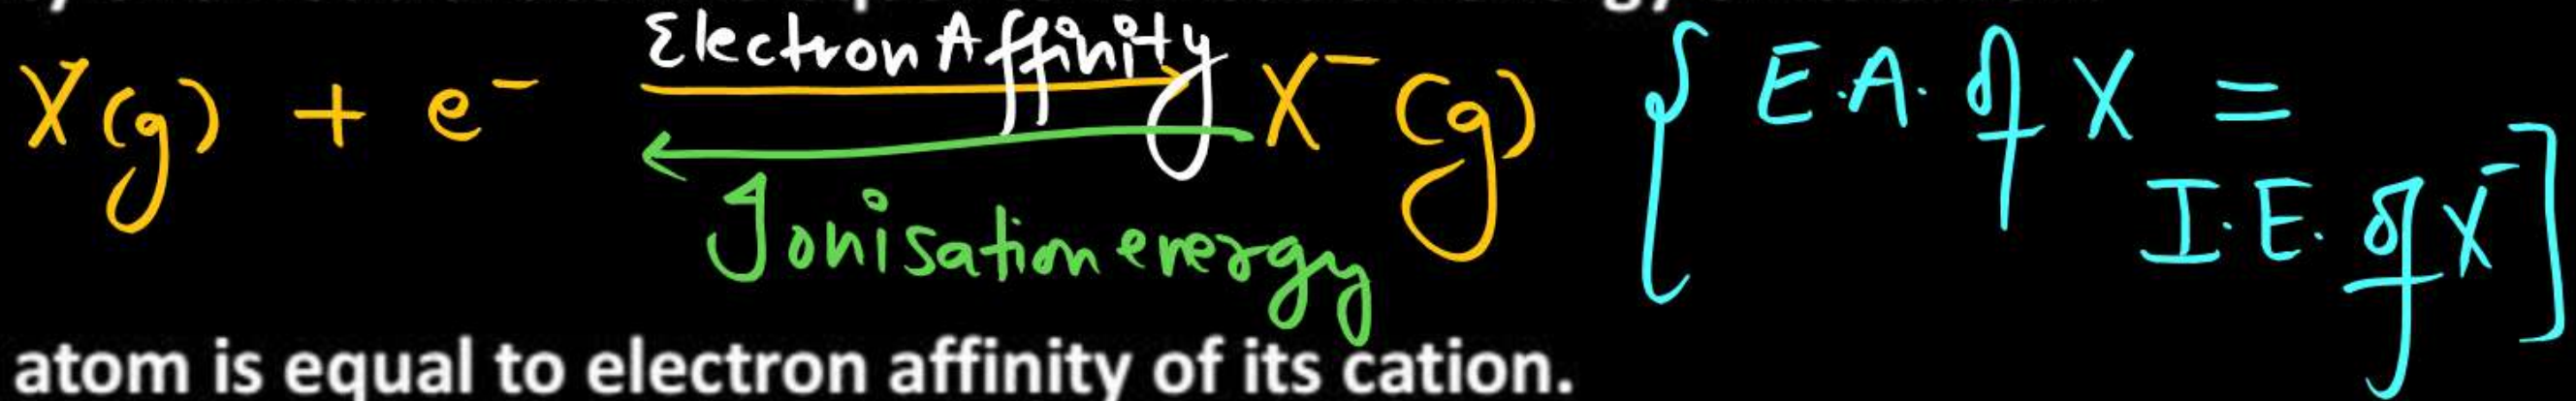 Electron Affinity
X(g) + e⁻ → X⁻(g) [E.A. of X =
← I.E. of X⁻]
Ionisation energy
atom is equal to electron affinity of its cation.